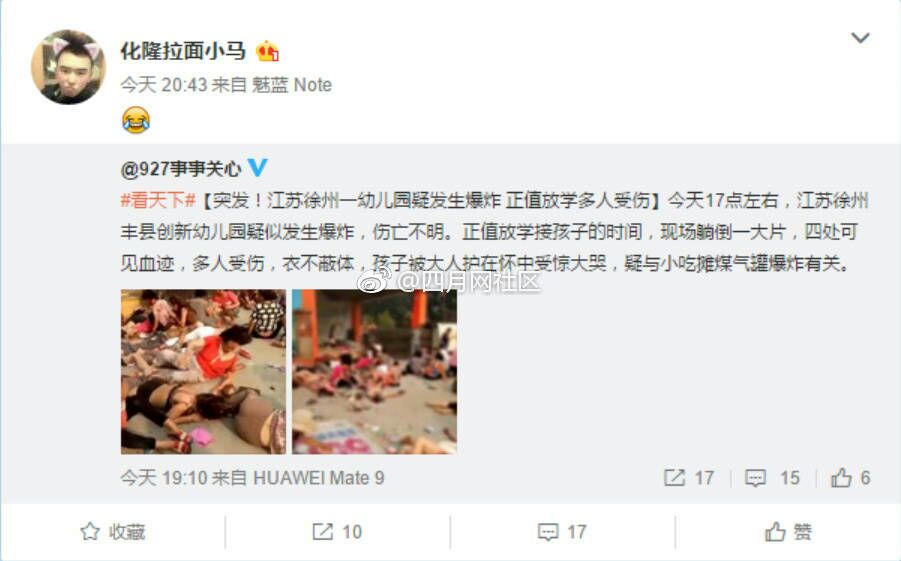 化隆拉面小马
今天 20:43 来自 魅蓝 Note
@927事事关心
#看天下#【突发！江苏徐州一幼儿园疑发生爆炸 正值放学多人受伤】今天17点左右，江苏徐州
丰县创新幼儿园疑似发生爆炸，伤亡不明。正值放学接孩子的时间，现场躺倒一大片，四处可
见血迹，多人受伤，衣不蔽体，孩子被大人护在怀中受惊大哭，疑与小吃摊煤气罐爆炸有关。
@四月网社区
今天 19:10 来自 HUAWEI Mate 9
17 15 6
收藏 10 17 赞